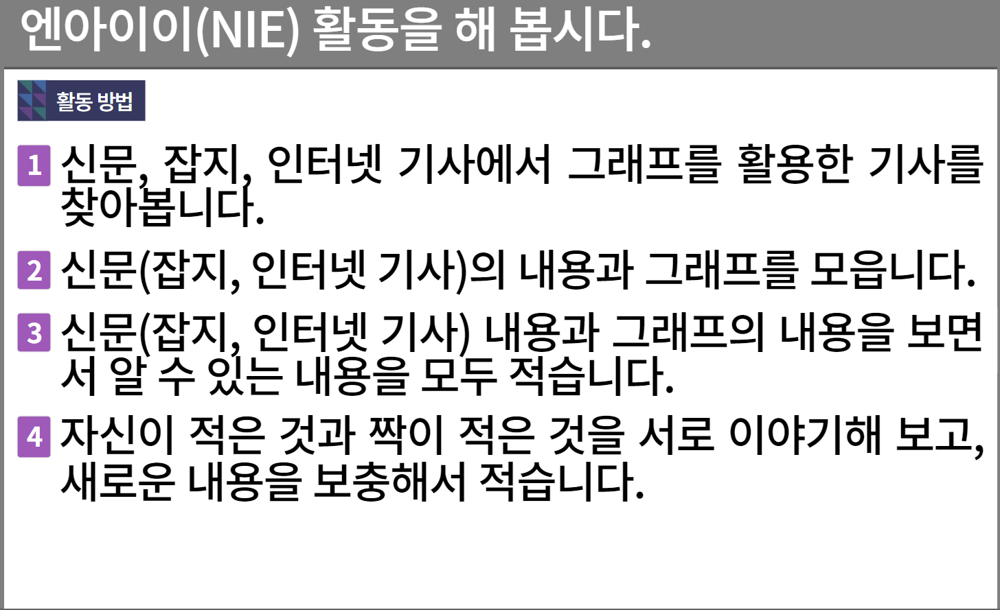 엔아이이(NIE) 활동을 해 봅시다.
활동 방법
1 신문, 잡지, 인터넷 기사에서 그래프를 활용한 기사를
찾아봅니다.
2 신문(잡지, 인터넷 기사)의 내용과 그래프를 모읍니다.
3 신문(잡지, 인터넷 기사) 내용과 그래프의 내용을 보면
서 알 수 있는 내용을 모두 적습니다.
4 자신이 적은 것과 짝이 적은 것을 서로 이야기해 보고,
새로운 내용을 보충해서 적습니다.